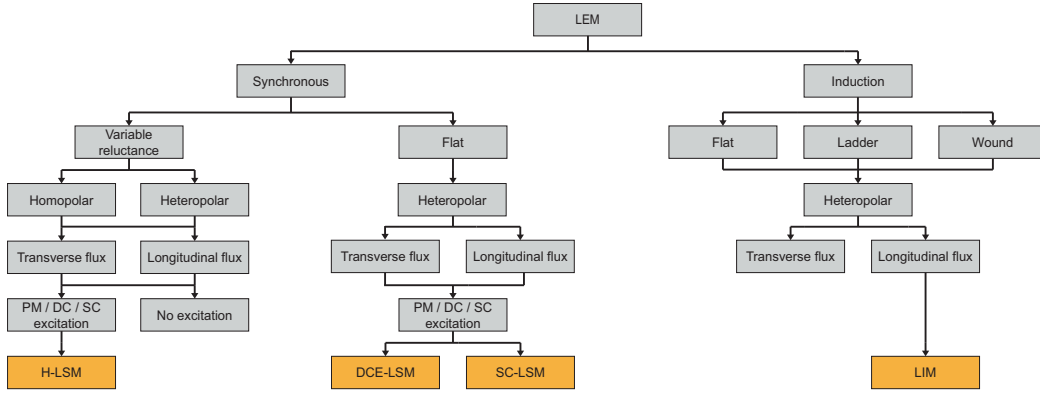 LEM
Synchronous
Induction
Variable
reluctance
Flat
Flat
Ladder
Wound
Homopolar
Heteropolar
Heteropolar
Heteropolar
Transverse flux
Longitudinal flux
Transverse flux
Longitudinal flux
Transverse flux
Longitudinal flux
PM / DC / SC
excitation
No excitation
PM / DC / SC
excitation
H-LSM
DCE-LSM
SC-LSM
LIM